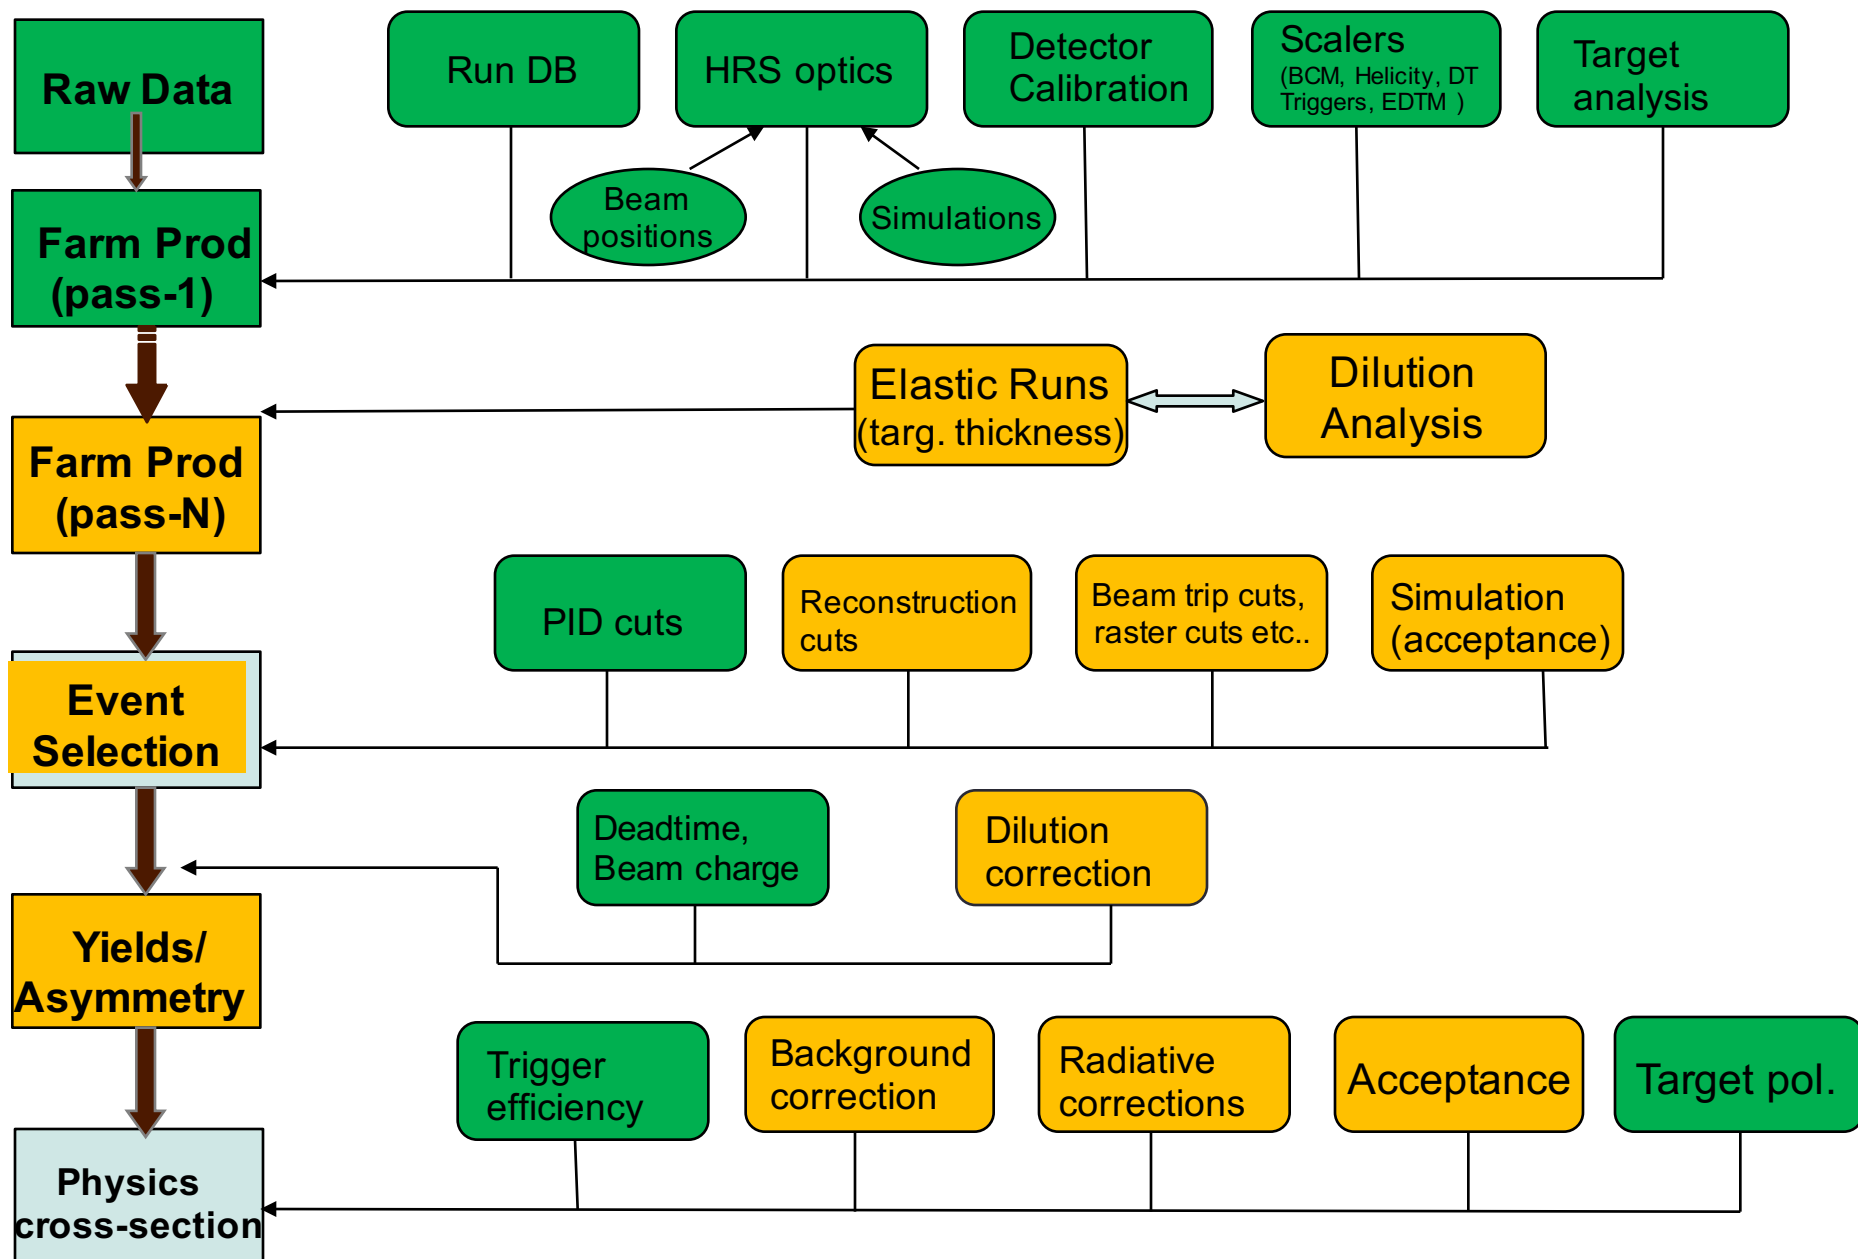 Raw Data
Run DB
HRS optics
Detector
Calibration
Scalers
(BCM, Helicity, DT
Triggers, EDTM )
Target
analysis
Beam
positions
Simulations
Farm Prod
(pass-1)
Elastic Runs
(targ. thickness)
Dilution
Analysis
Farm Prod
(pass-N)
PID cuts
Reconstruction
cuts
Beam trip cuts,
raster cuts etc..
Simulation
(acceptance)
Event
Selection
Deadtime,
Beam charge
Dilution
correction
Yields/
Asymmetry
Trigger
efficiency
Background
correction
Radiative
corrections
Acceptance
Target pol.
Physics
cross-section